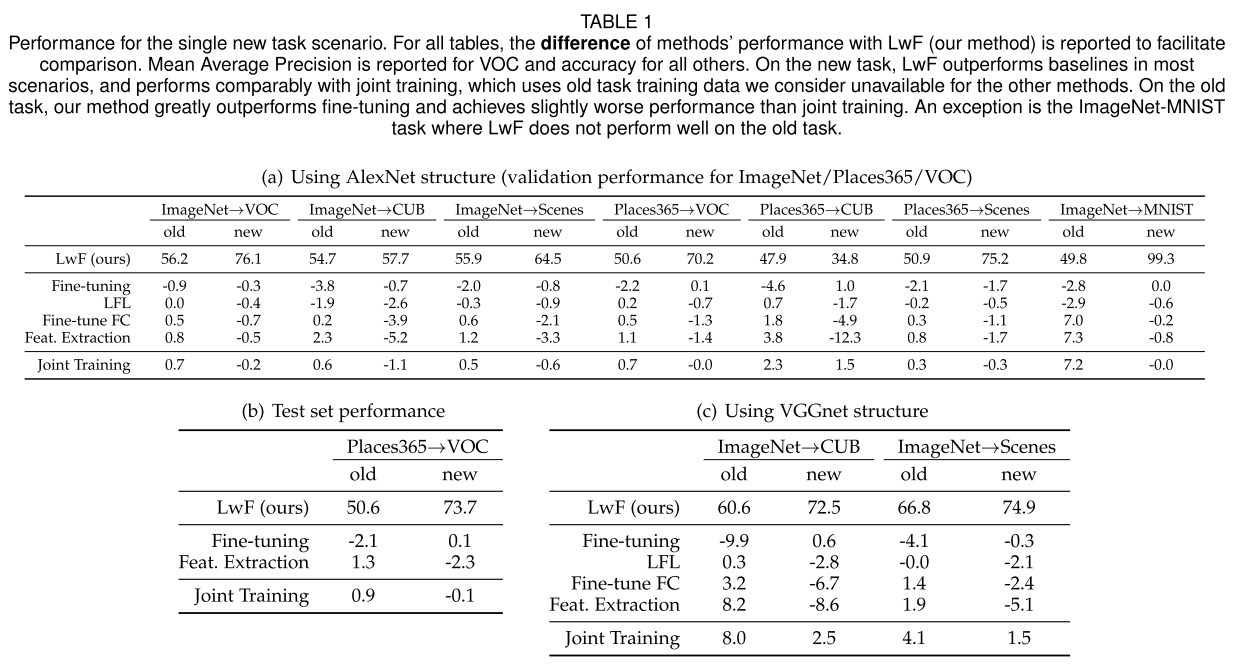 TABLE 1
Performance for the single new task scenario. For all tables, the difference of methods' performance with LwF (our method) is reported to facilitate
comparison. Mean Average Precision is reported for VOC and accuracy for all others. On the new task, LwF outperforms baselines in most
scenarios, and performs comparably with joint training, which uses old task training data we consider unavailable for the other methods. On the old
task, our method greatly outperforms fine-tuning and achieves slightly worse performance than joint training. An exception is the ImageNet-MNIST
task where LwF does not perform well on the old task.
(a) Using AlexNet structure (validation performance for ImageNet/Places365/VOC)
ImageNet→VOC ImageNet→CUB ImageNet→Scenes Places365→VOC Places365→CUB Places365→Scenes ImageNet→MNIST
old new old new old new old new old new old new old new
LwF (ours) 56.2 76.1 54.7 57.7 55.9 64.5 50.6 70.2 47.9 34.8 50.9 75.2 49.8 99.3
Fine-tuning -0.9 -0.3 -3.8 -0.7 -2.0 -0.8 -2.2 0.1 -4.6 1.0 -2.1 -1.7 -2.8 0.0
LFL 0.0 -0.4 -1.9 -2.6 -0.3 -0.9 0.2 -0.7 0.7 -1.7 -0.2 -0.5 -2.9 -0.6
Fine-tune FC 0.5 -0.7 0.2 -3.9 0.6 -2.1 0.5 -1.3 1.8 -4.9 0.3 -1.1 7.0 -0.2
Feat. Extraction 0.8 -0.5 2.3 -5.2 1.2 -3.3 1.1 -1.4 3.8 -12.3 0.8 -1.7 7.3 -0.8
Joint Training 0.7 -0.2 0.6 -1.1 0.5 -0.6 0.7 -0.0 2.3 1.5 0.3 -0.3 7.2 -0.0
(b) Test set performance
Places365→VOC
old new
LwF (ours) 50.6 73.7
Fine-tuning -2.1 0.1
Feat. Extraction 1.3 -2.3
Joint Training 0.9 -0.1
(c) Using VGGnet structure
ImageNet→CUB ImageNet→Scenes
old new old new
LwF (ours) 60.6 72.5 66.8 74.9
Fine-tuning -9.9 0.6 -4.1 -0.3
LFL 0.3 -2.8 -0.0 -2.1
Fine-tune FC 3.2 -6.7 1.4 -2.4
Feat. Extraction 8.2 -8.6 1.9 -5.1
Joint Training 8.0 2.5 4.1 1.5